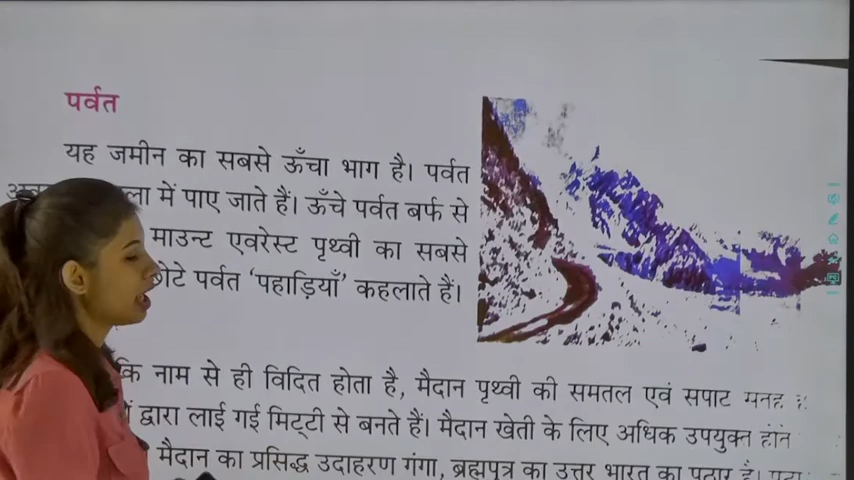 पर्वत
यह जमीन का सबसे ऊँचा भाग है। पर्वत
में पाए जाते हैं। ऊँचे पर्वत बर्फ से
माउन्ट एवरेस्ट पृथ्वी का सबसे
पर्वत ‘पहाड़ियाँ’ कहलाते हैं।
कि नाम से ही विदित होता है, मैदान पृथ्वी की समतल एवं सपाट
द्वारा लाई गई मिट्टी से बनते हैं। मैदान खेती के लिए अधिक उपयुक्त होते
मैदान का प्रसिद्ध उदाहरण गंगा, ब्रह्मपुत्र का उत्तर भारत का पठार है।